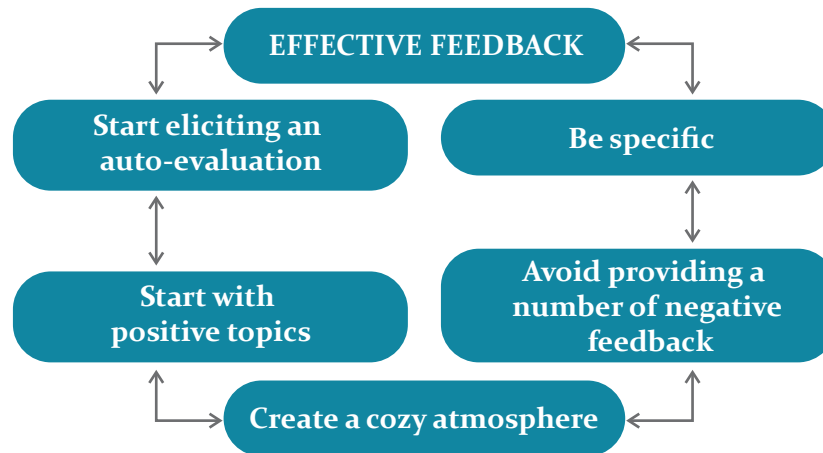 EFFECTIVE FEEDBACK
Start eliciting an
auto-evaluation
Be specific
Start with
positive topics
Avoid providing a
number of negative
feedback
Create a cozy atmosphere